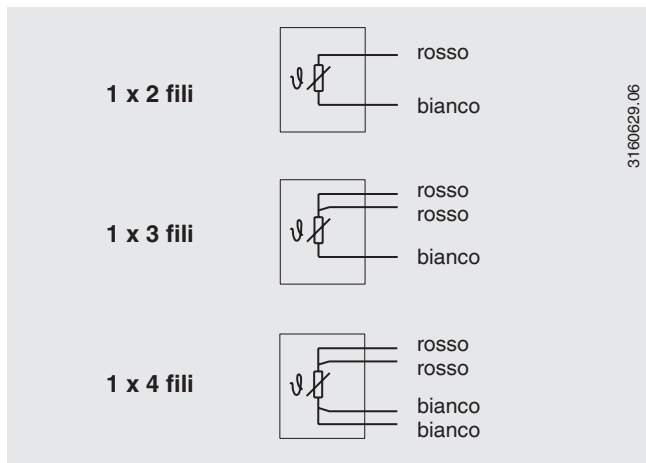 1 x 2 fili
ϑ
rosso
bianco
1 x 3 fili
ϑ
rosso
rosso
bianco
1 x 4 fili
ϑ
rosso
rosso
bianco
bianco
3160629.06